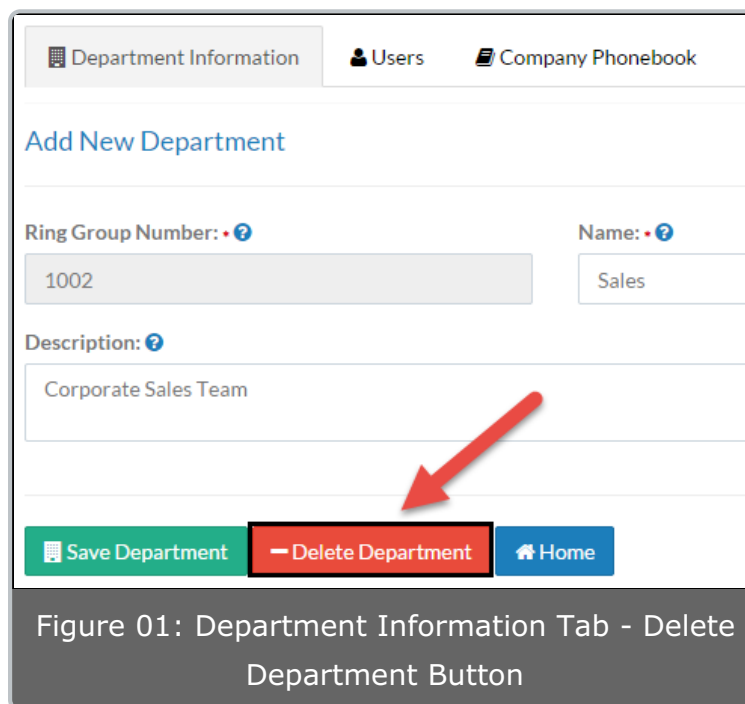 Department Information Users Company Phonebook
Add New Department
Ring Group Number: Name:
1002 Sales
Description:
Corporate Sales Team
Save Department Delete Department Home
Figure 01: Department Information Tab - Delete
Department Button